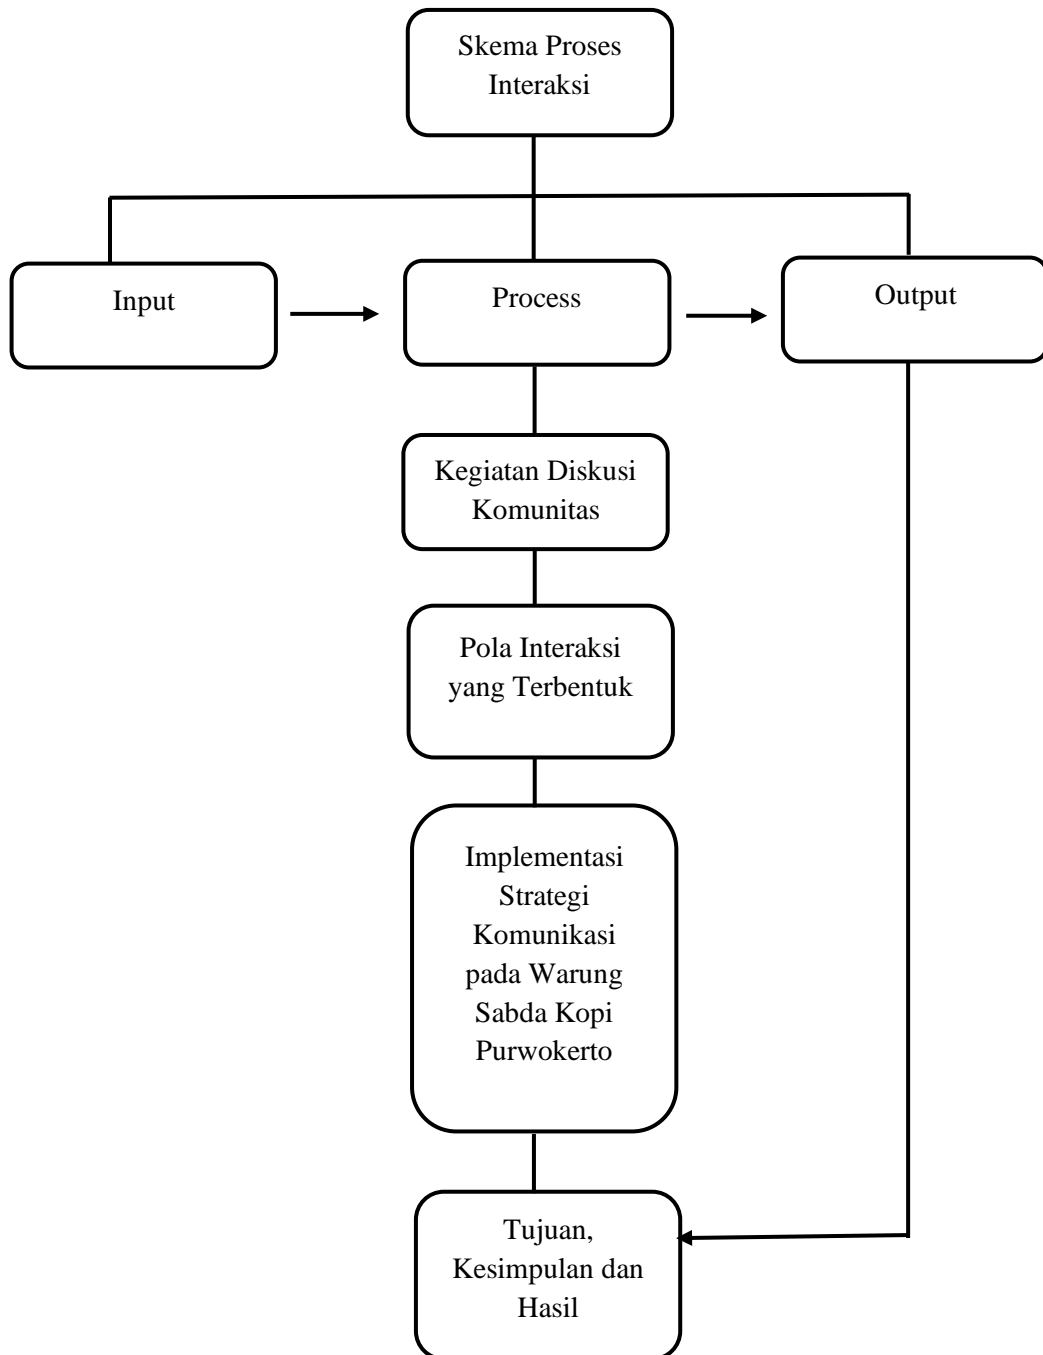 Skema Proses
Interaksi
Input
Process
Output
Kegiatan Diskusi
Komunitas
Pola Interaksi
yang Terbentuk
Implementasi
Strategi
Komunikasi
pada Warung
Sabda Kopi
Purwokerto
Tujuan,
Kesimpulan dan
Hasil